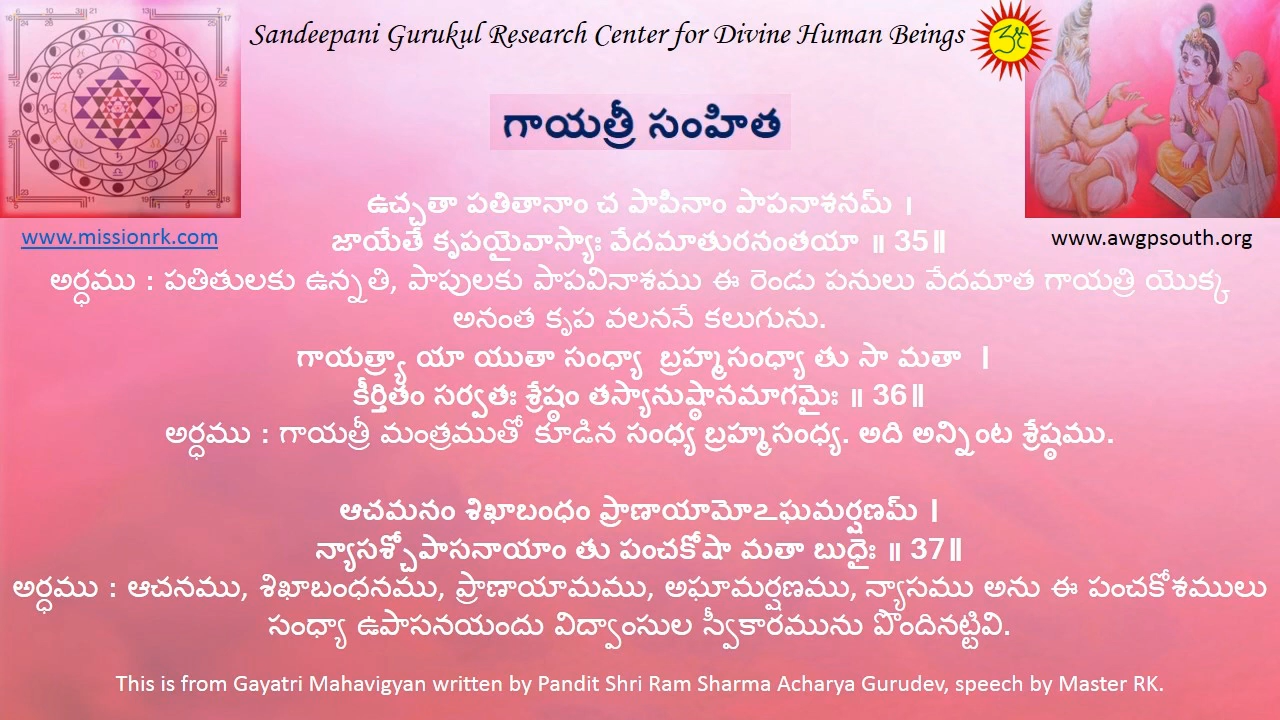 Sandeepani Gurukul Research Center for Divine Human Beings
గాయత్రీ సంహిత
www.missionrk.com
www.awgpsouth.org
ఉచ్చతా పతితానాం చ పాపినాం పాపనాశనమ్ ।
జాయేతే కృపయైవాస్యాః వేదమాతురనంతయా ॥ 35॥
అర్ధము : పతితులకు ఉన్నతి, పాపులకు పాపవినాశము ఈ రెండు పనులు వేదమాత గాయత్రి యొక్క
అనంత కృప వలననే కలుగును.
గాయత్ర్యా యా యుతా సంధ్యా బ్రహ్మసంధ్యా తు సా మతా ।
కీర్తితం సర్వతః శ్రేష్ఠం తస్యానుష్ఠానమాగమైః ॥ 36॥
అర్ధము : గాయత్రీ మంత్రముతో కూడిన సంధ్య బ్రహ్మసంధ్య. అది అన్నింట శ్రేష్ఠము.
ఆచమనం శిఖాబంధం ప్రాణాయామోఽఘమర్షణమ్ ।
న్యాసశ్చోపాసనాయాం తు పంచకోషా మతా బుధైః ॥ 37॥
అర్ధము : ఆచనము, శిఖాబంధనము, ప్రాణాయామము, అఘామర్షణము, న్యాసము అను ఈ పంచకోశములు
సంధ్యా ఉపాసనయందు విద్వాంసుల స్వీకారమును పొందినట్టివి.
This is from Gayatri Mahavigyan written by Pandit Shri Ram Sharma Acharya Gurudev, speech by Master RK.